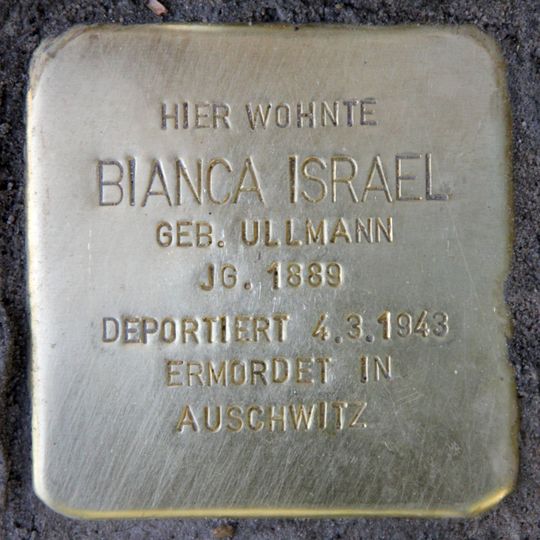 HIER WOHNTE
BIANCA ISRAEL
GEB. ULLMANN
JG. 1889
DEPORTIERT 4.3.1943
ERMORDET IN
AUSCHWITZ